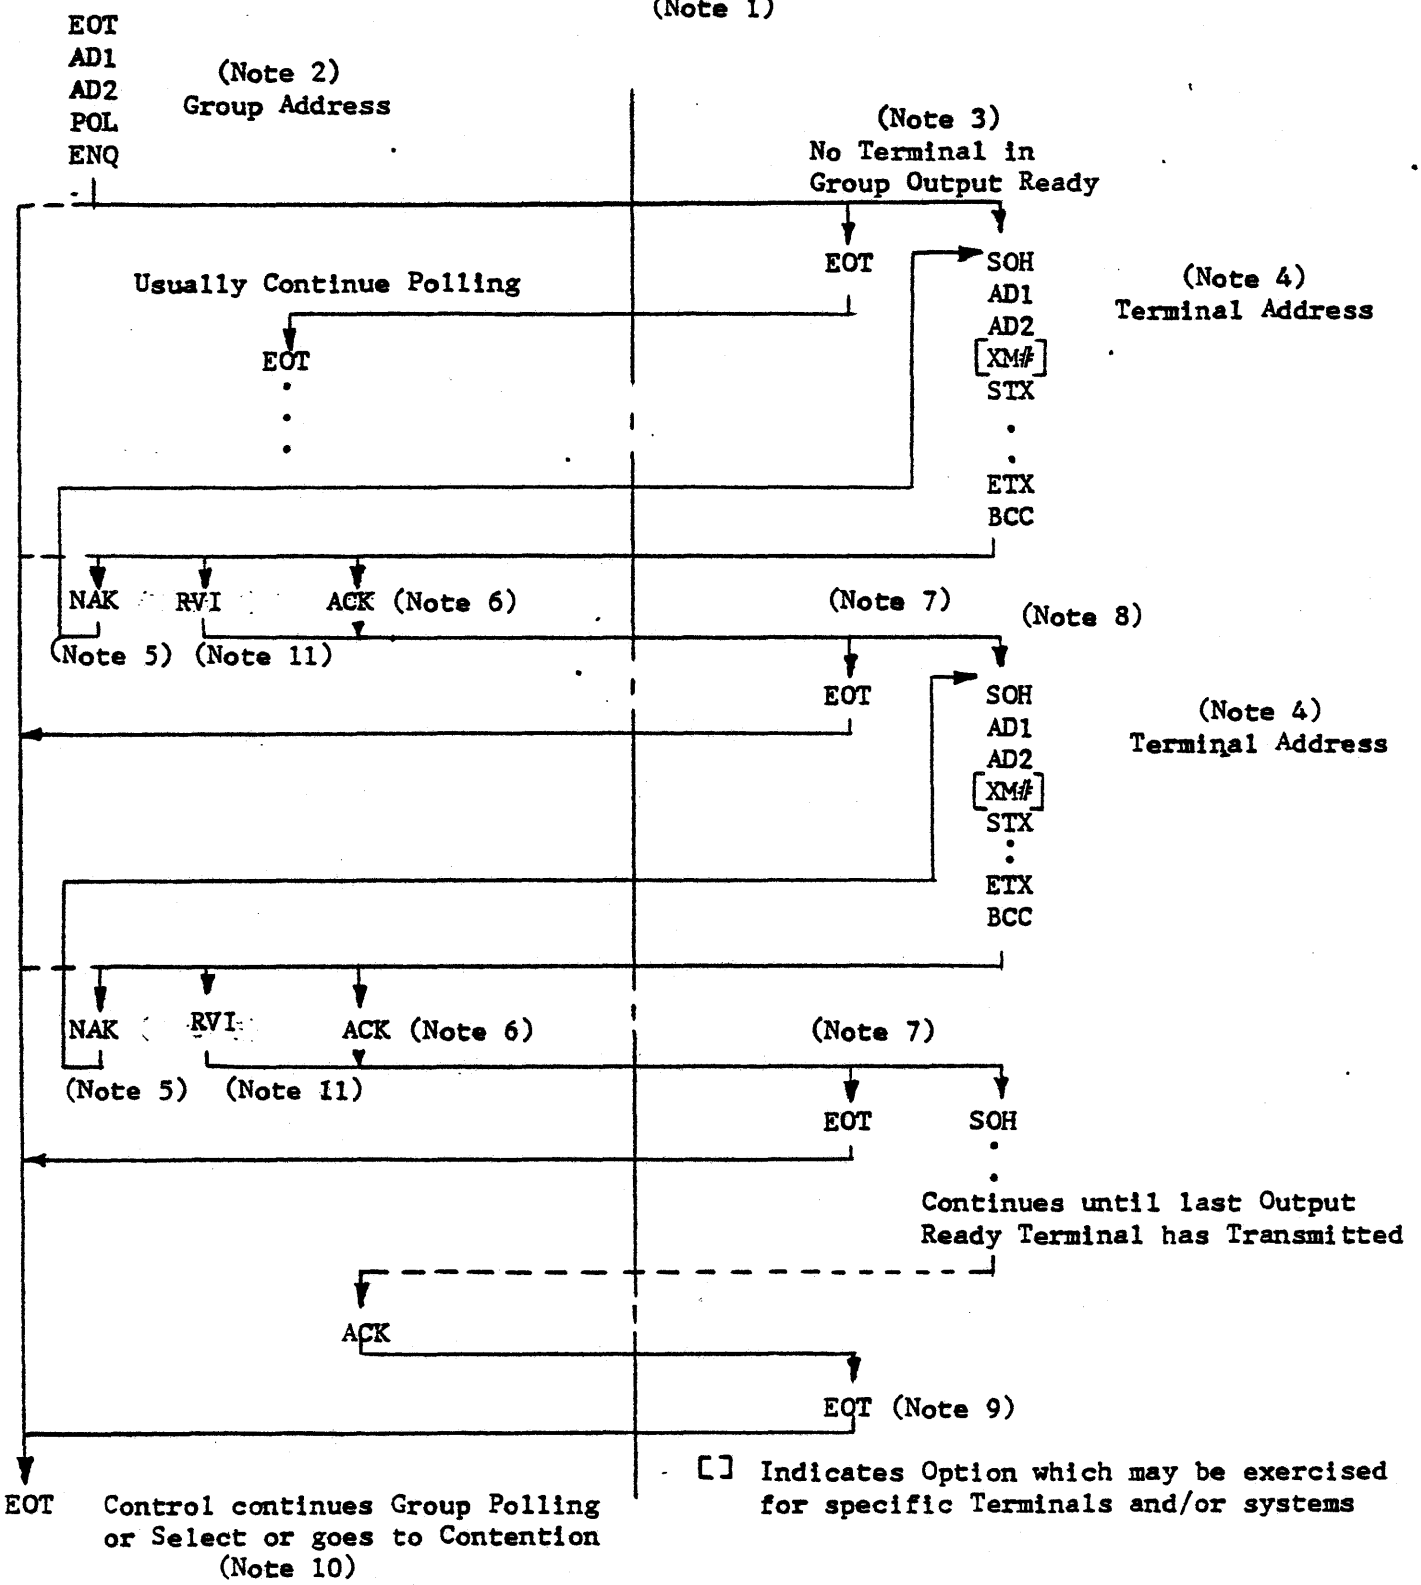 (Note 1)
EOT
AD1
AD2
POL
ENQ
(Note 2)
Group Address
(Note 3)
No Terminal in
Group Output Ready
EOT
SOH
AD1
AD2
[XM#]
STX
.
.
ETX
BCC
(Note 4)
Terminal Address
Usually Continue Polling
EOT
.
.
.
NAK
RVI
ACK (Note 6)
(Note 5)
(Note 11)
(Note 7)
(Note 8)
EOT
SOH
AD1
AD2
[XM#]
STX
.
.
ETX
BCC
(Note 4)
Terminal Address
NAK
RVI
ACK (Note 6)
(Note 5)
(Note 11)
(Note 7)
EOT
SOH
.
.
Continues until last Output
Ready Terminal has Transmitted
ACK
EOT (Note 9)
[] Indicates Option which may be exercised
for specific Terminals and/or systems
EOT
Control continues Group Polling
or Select or goes to Contention
(Note 10)